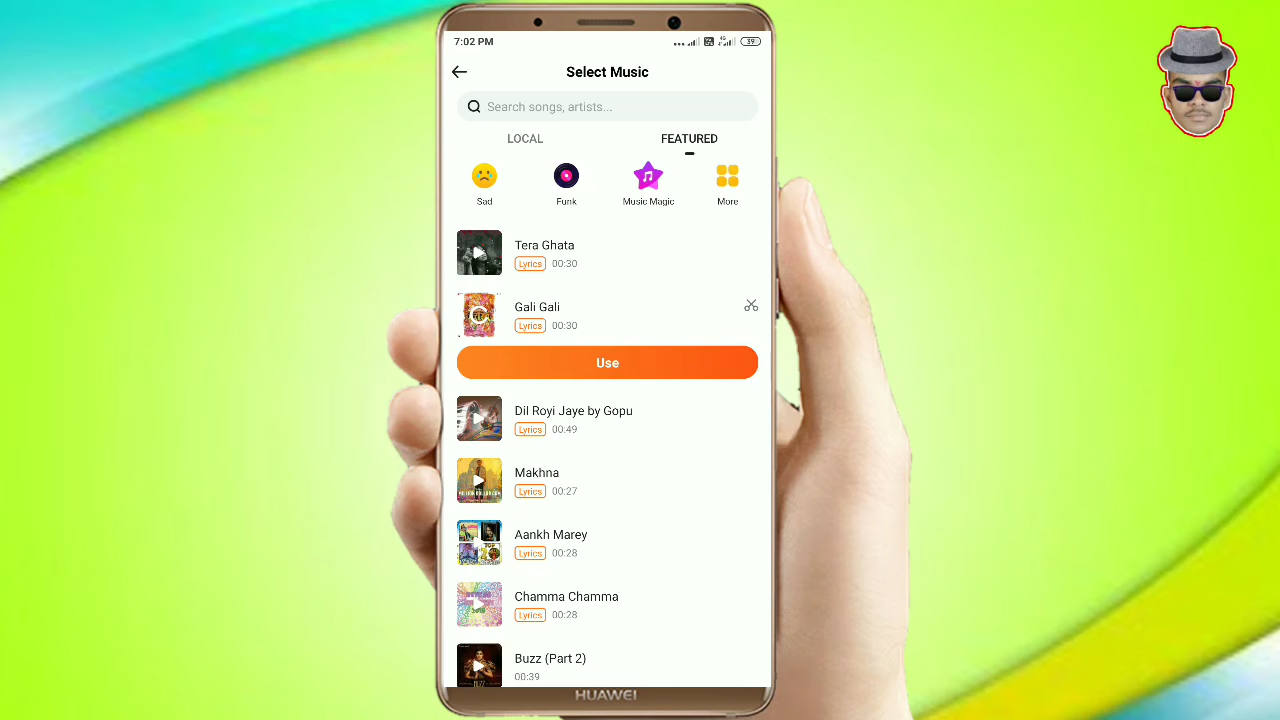 7:02 PM
4G
39
Select Music
Search songs, artists...
LOCAL
FEATURED
Sad
Funk
Music Magic
More
Tera Ghata
Lyrics 00:30
Gali Gali
Lyrics 00:30
Use
Dil Royi Jaye by Gopu
Lyrics 00:49
Makhna
Lyrics 00:27
Aankh Marey
Lyrics 00:28
Chamma Chamma
Lyrics 00:28
Buzz (Part 2)
00:39
HUAWEI